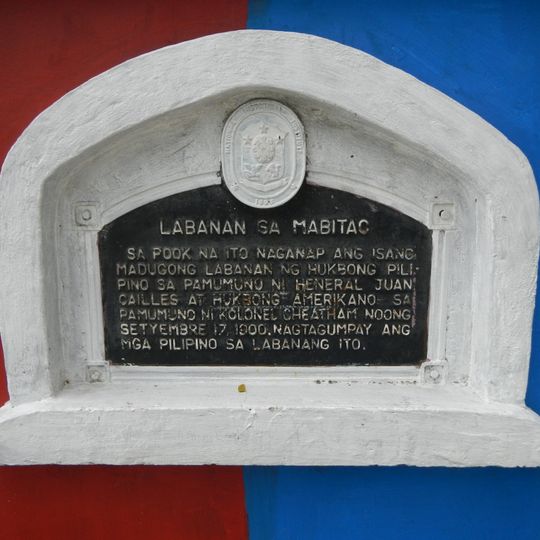 LABANAN SA MABITAC
SA POOK NA ITO NAGANAP ANG ISANG
MADUGONG LABANAN NG HUKBONG PILI-
PINO SA PAMUMUNO NI HENERAL JUAN
CAILLES AT HUKBONG AMERIKANO SA
PAMUMUNO NI KOLONEL CHEATHAM NOONG
SETYEMBRE 17, 1900. NAGTAGUMPAY ANG
MGA PILIPINO SA LABANANG ITO.